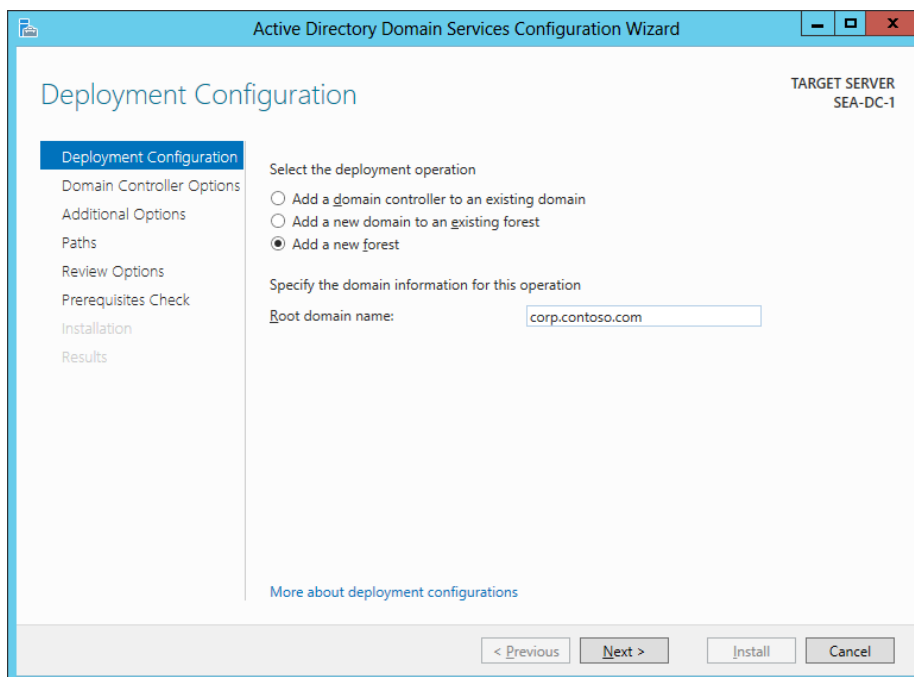 Active Directory Domain Services Configuration Wizard
Deployment Configuration
TARGET SERVER
SEA-DC-1
Deployment Configuration
Domain Controller Options
Additional Options
Paths
Review Options
Prerequisites Check
Installation
Results
Select the deployment operation
Add a domain controller to an existing domain
Add a new domain to an existing forest
Add a new forest
Specify the domain information for this operation
Root domain name: corp.contoso.com
More about deployment configurations
< Previous Next > Install Cancel